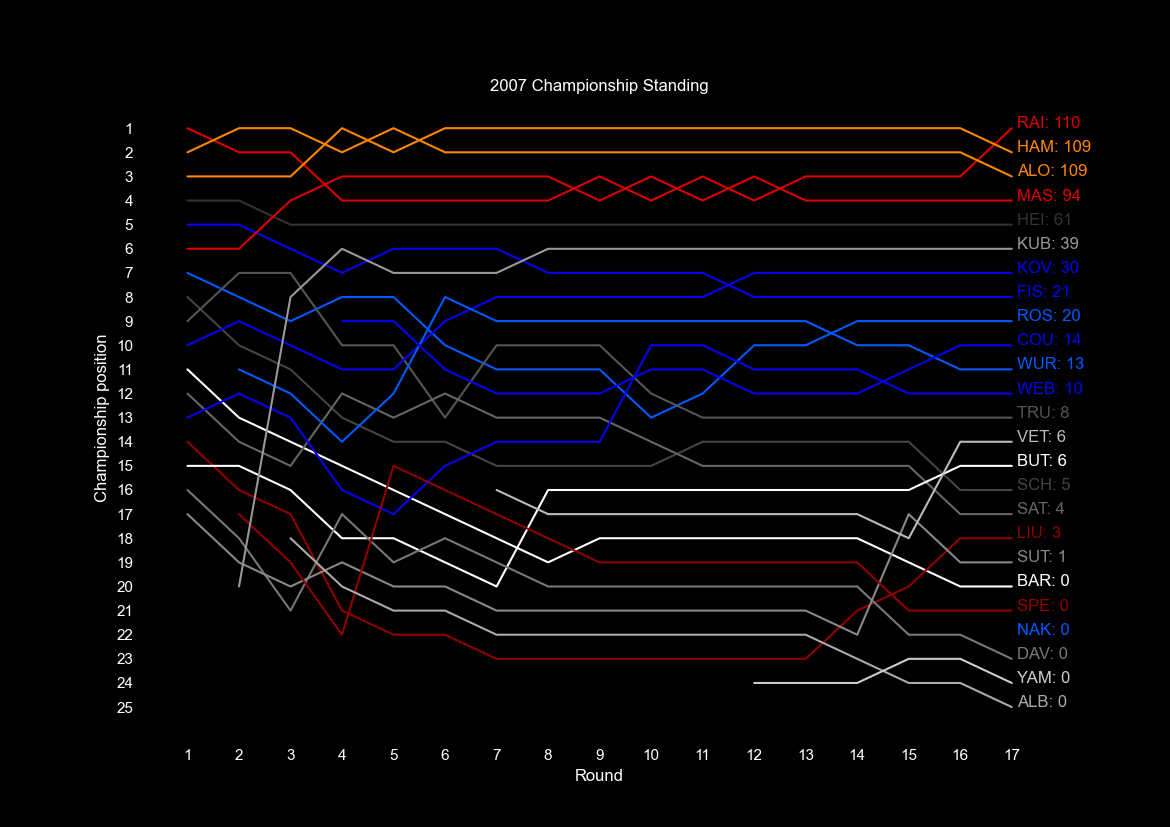 2007 Championship Standing
Championship position
1
2
3
4
5
6
7
8
9
10
11
12
13
14
15
16
17
18
19
20
21
22
23
24
25
RAI: 110
HAM: 109
ALO: 109
MAS: 94
HEI: 61
KUB: 39
KOV: 30
FIS: 21
ROS: 20
COU: 14
WUR: 13
WEB: 10
TRU: 8
VET: 6
BUT: 6
SCH: 5
SAT: 4
LIU: 3
SUT: 1
BAR: 0
SPE: 0
NAK: 0
DAV: 0
YAM: 0
ALB: 0
1 2 3 4 5 6 7 8 9 10 11 12 13 14 15 16 17
Round